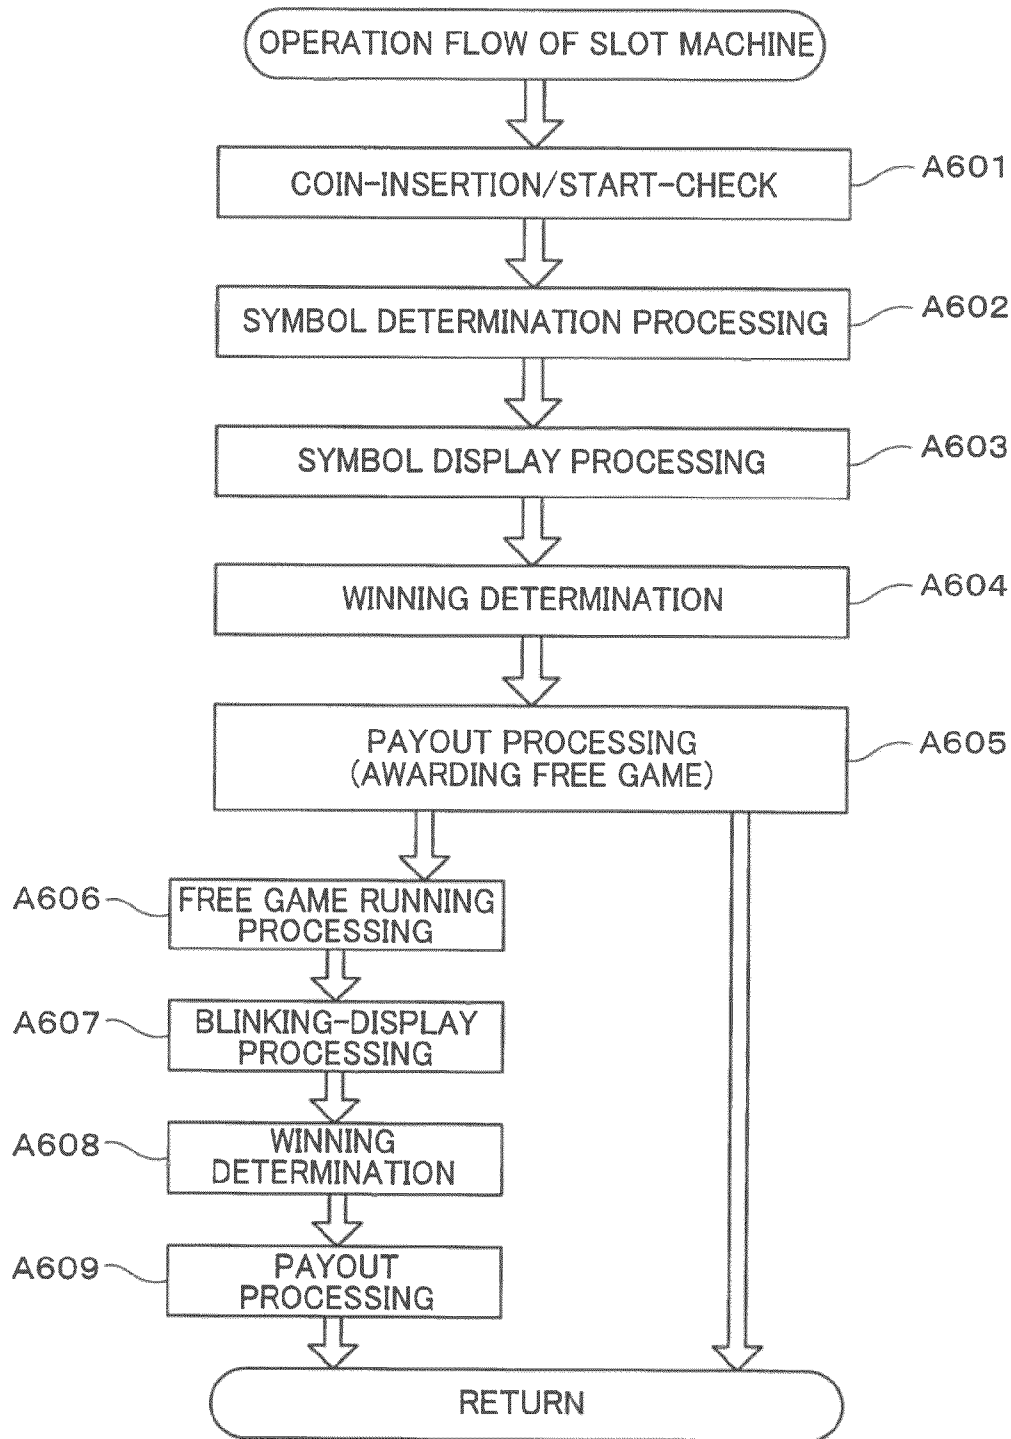 OPERATION FLOW OF SLOT MACHINE
A601
COIN-INSERTION/START-CHECK
A602
SYMBOL DETERMINATION PROCESSING
A603
SYMBOL DISPLAY PROCESSING
A604
WINNING DETERMINATION
A605
PAYOUT PROCESSING
(AWARDING FREE GAME)
A606
FREE GAME RUNNING
PROCESSING
A607
BLINKING-DISPLAY
PROCESSING
A608
WINNING
DETERMINATION
A609
PAYOUT
PROCESSING
RETURN